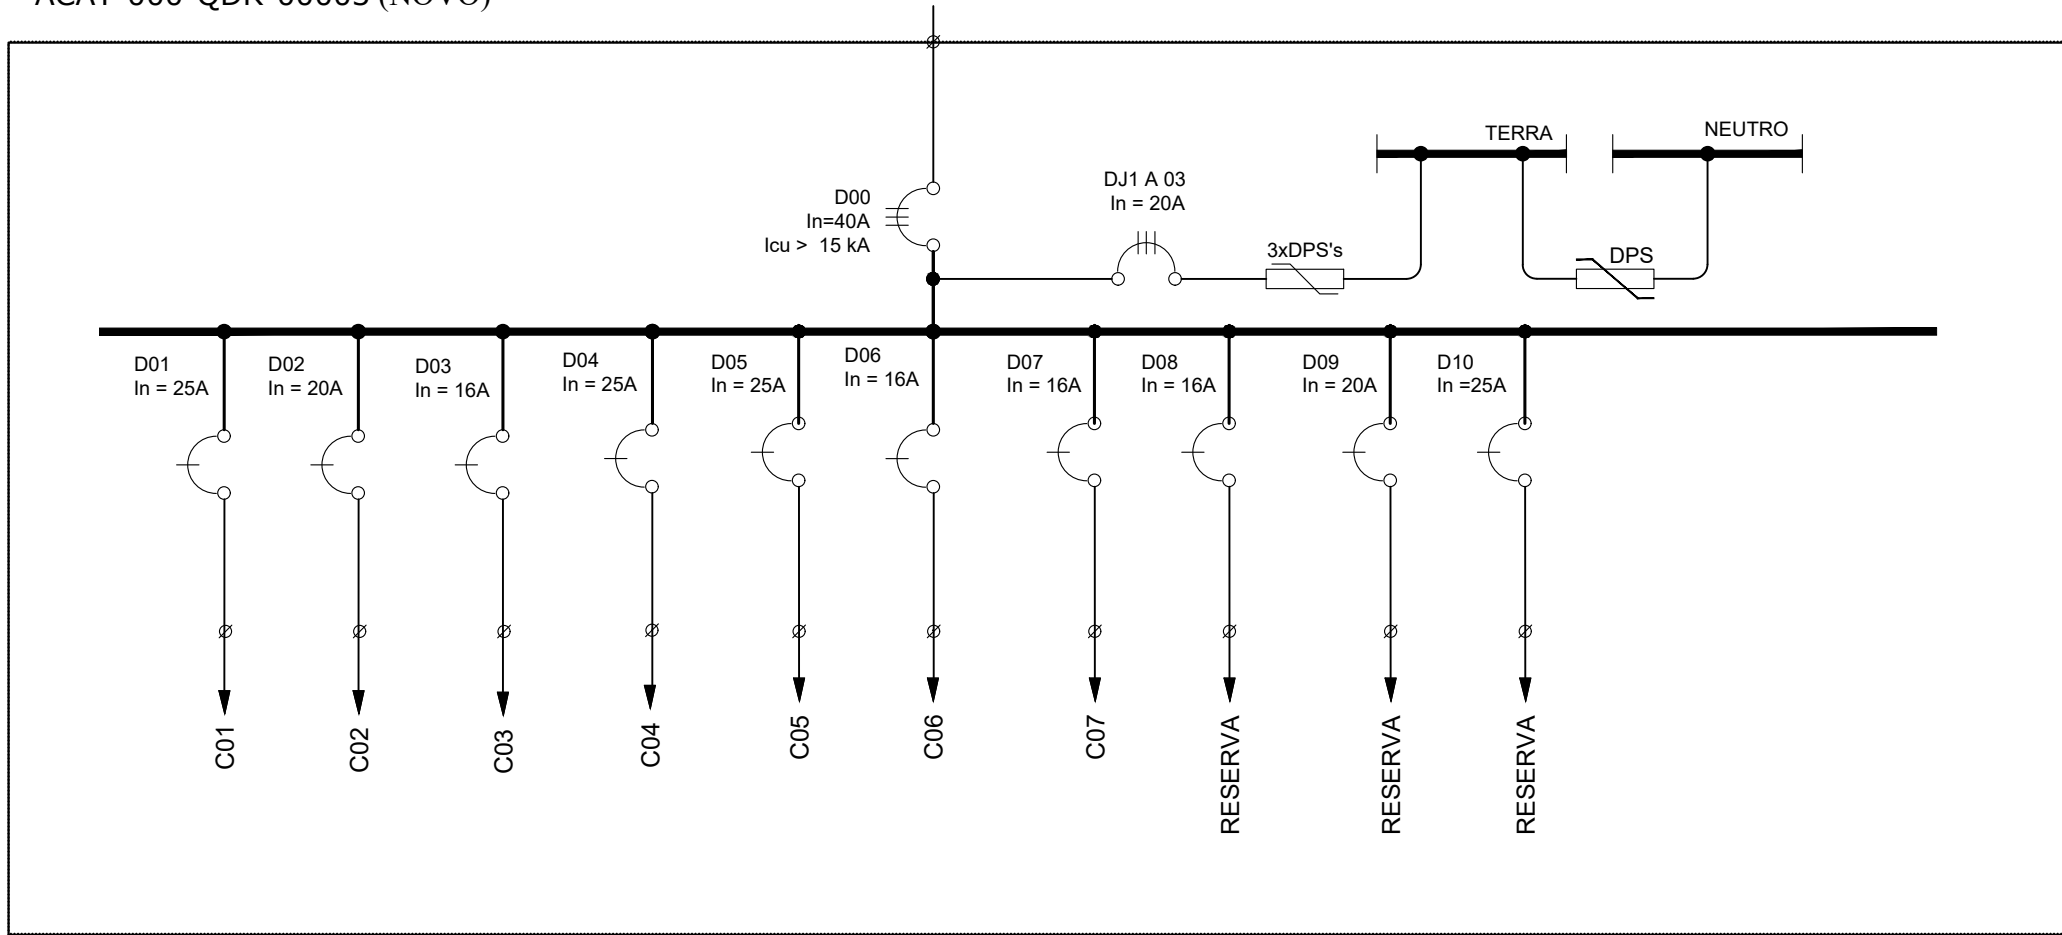 (NOVO)
TERRA
NEUTRO
DJ1 A 03
In = 20A
D00
In=40A
Icu > 15 kA
3xDPS's
DPS
D01
In = 25A
D02
In = 20A
D03
In = 16A
D04
In = 25A
D05
In = 25A
D06
In = 16A
D07
In = 16A
D08
In = 16A
D09
In = 20A
D10
In =25A
C01
C02
C03
C04
C05
C06
C07
RESERVA
RESERVA
RESERVA